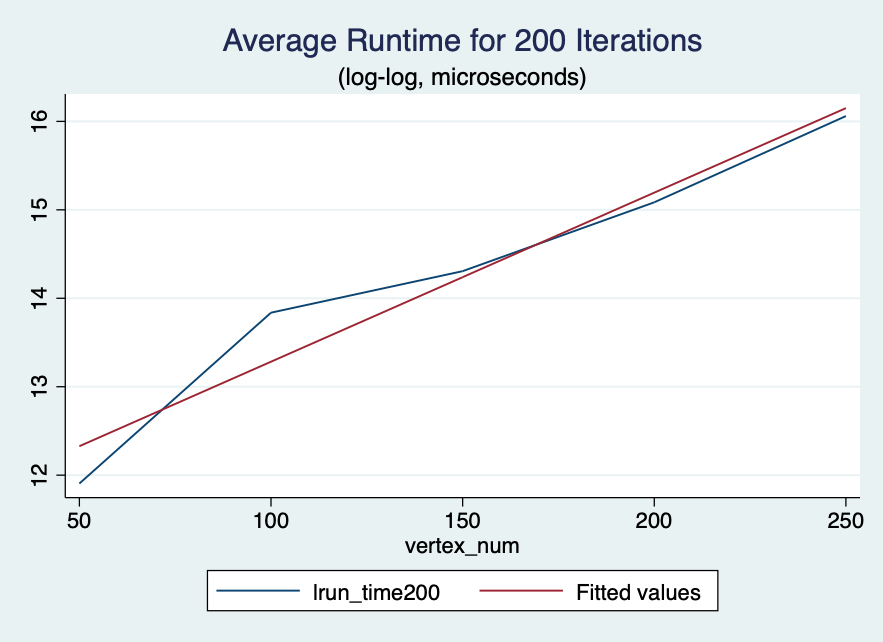 Average Runtime for 200 Iterations
(log-log, microseconds)
16
15
14
13
12
50 100 150 200 250
vertex_num
lrun_time200 Fitted values